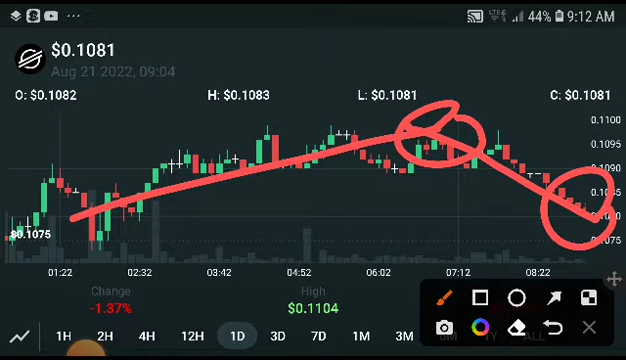 44% 9:12 AM
$0.1081
Aug 21 2022, 09:04
O: $0.1082 H: $0.1083 L: $0.1081 C: $0.1081
0.1100
0.1095
0.1090
$0.1075
0.1075
01:22 02:32 03:42 04:52 06:02 07:12 08:22
Change High
-1.37% $0.1104
1H 2H 4H 12H 1D 3D 7D 1M 3M